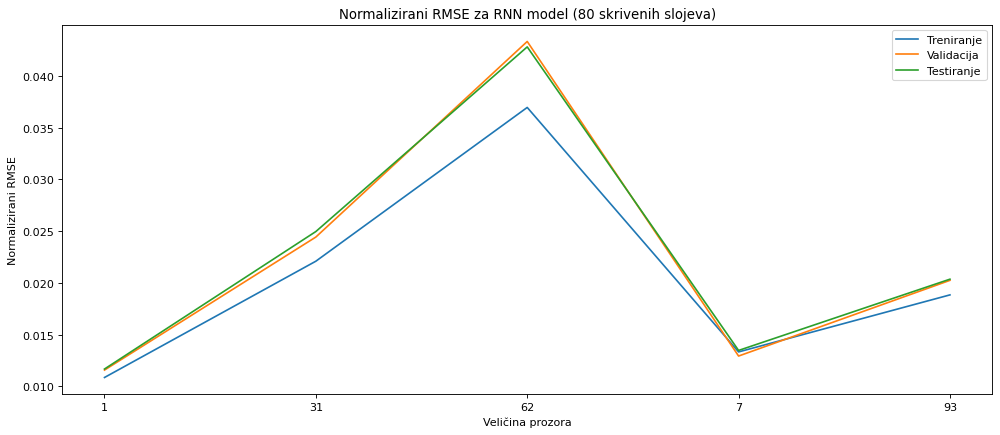 Normalizirani RMSE za RNN model (80 skrivenih slojeva)
Treniranje
Validacija
Testiranje
Normalizirani RMSE
0.040
0.035
0.030
0.025
0.020
0.015
0.010
1 31 62 7 93
Veličina prozora